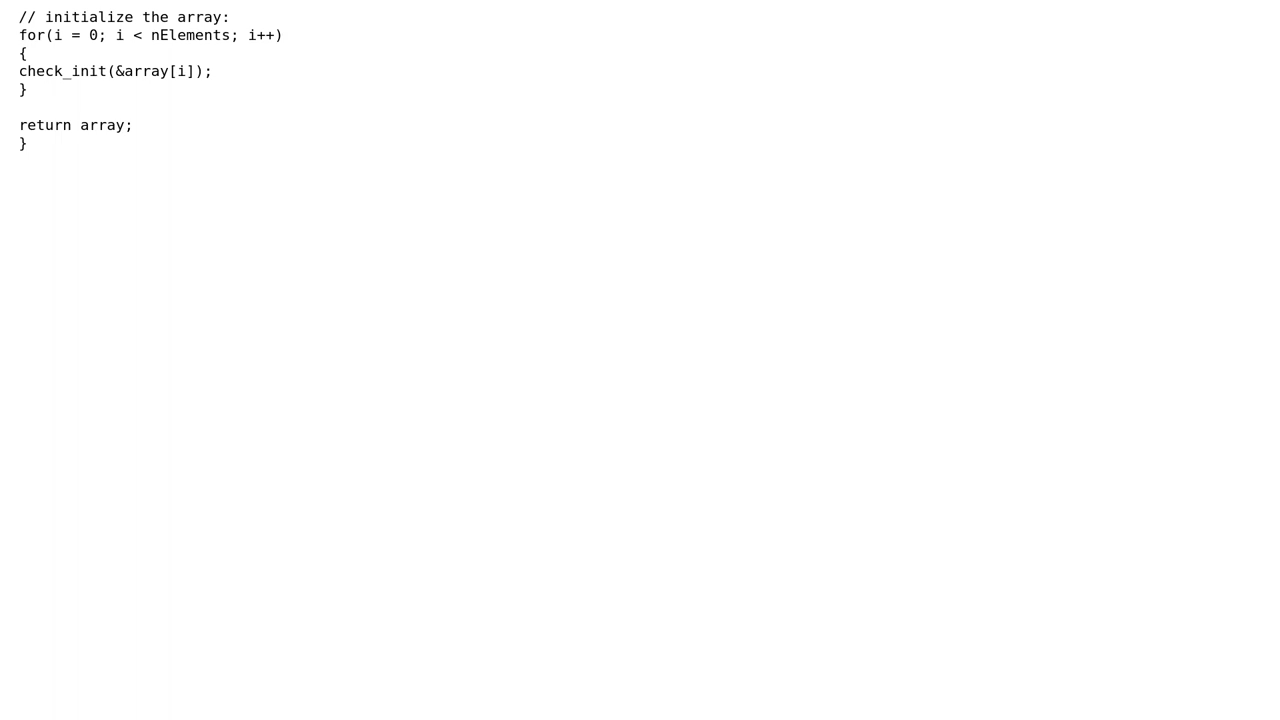 // initialize the array:
for(i = 0; i < nElements; i++)
{
check_init(&array[i]);
}

return array;
}